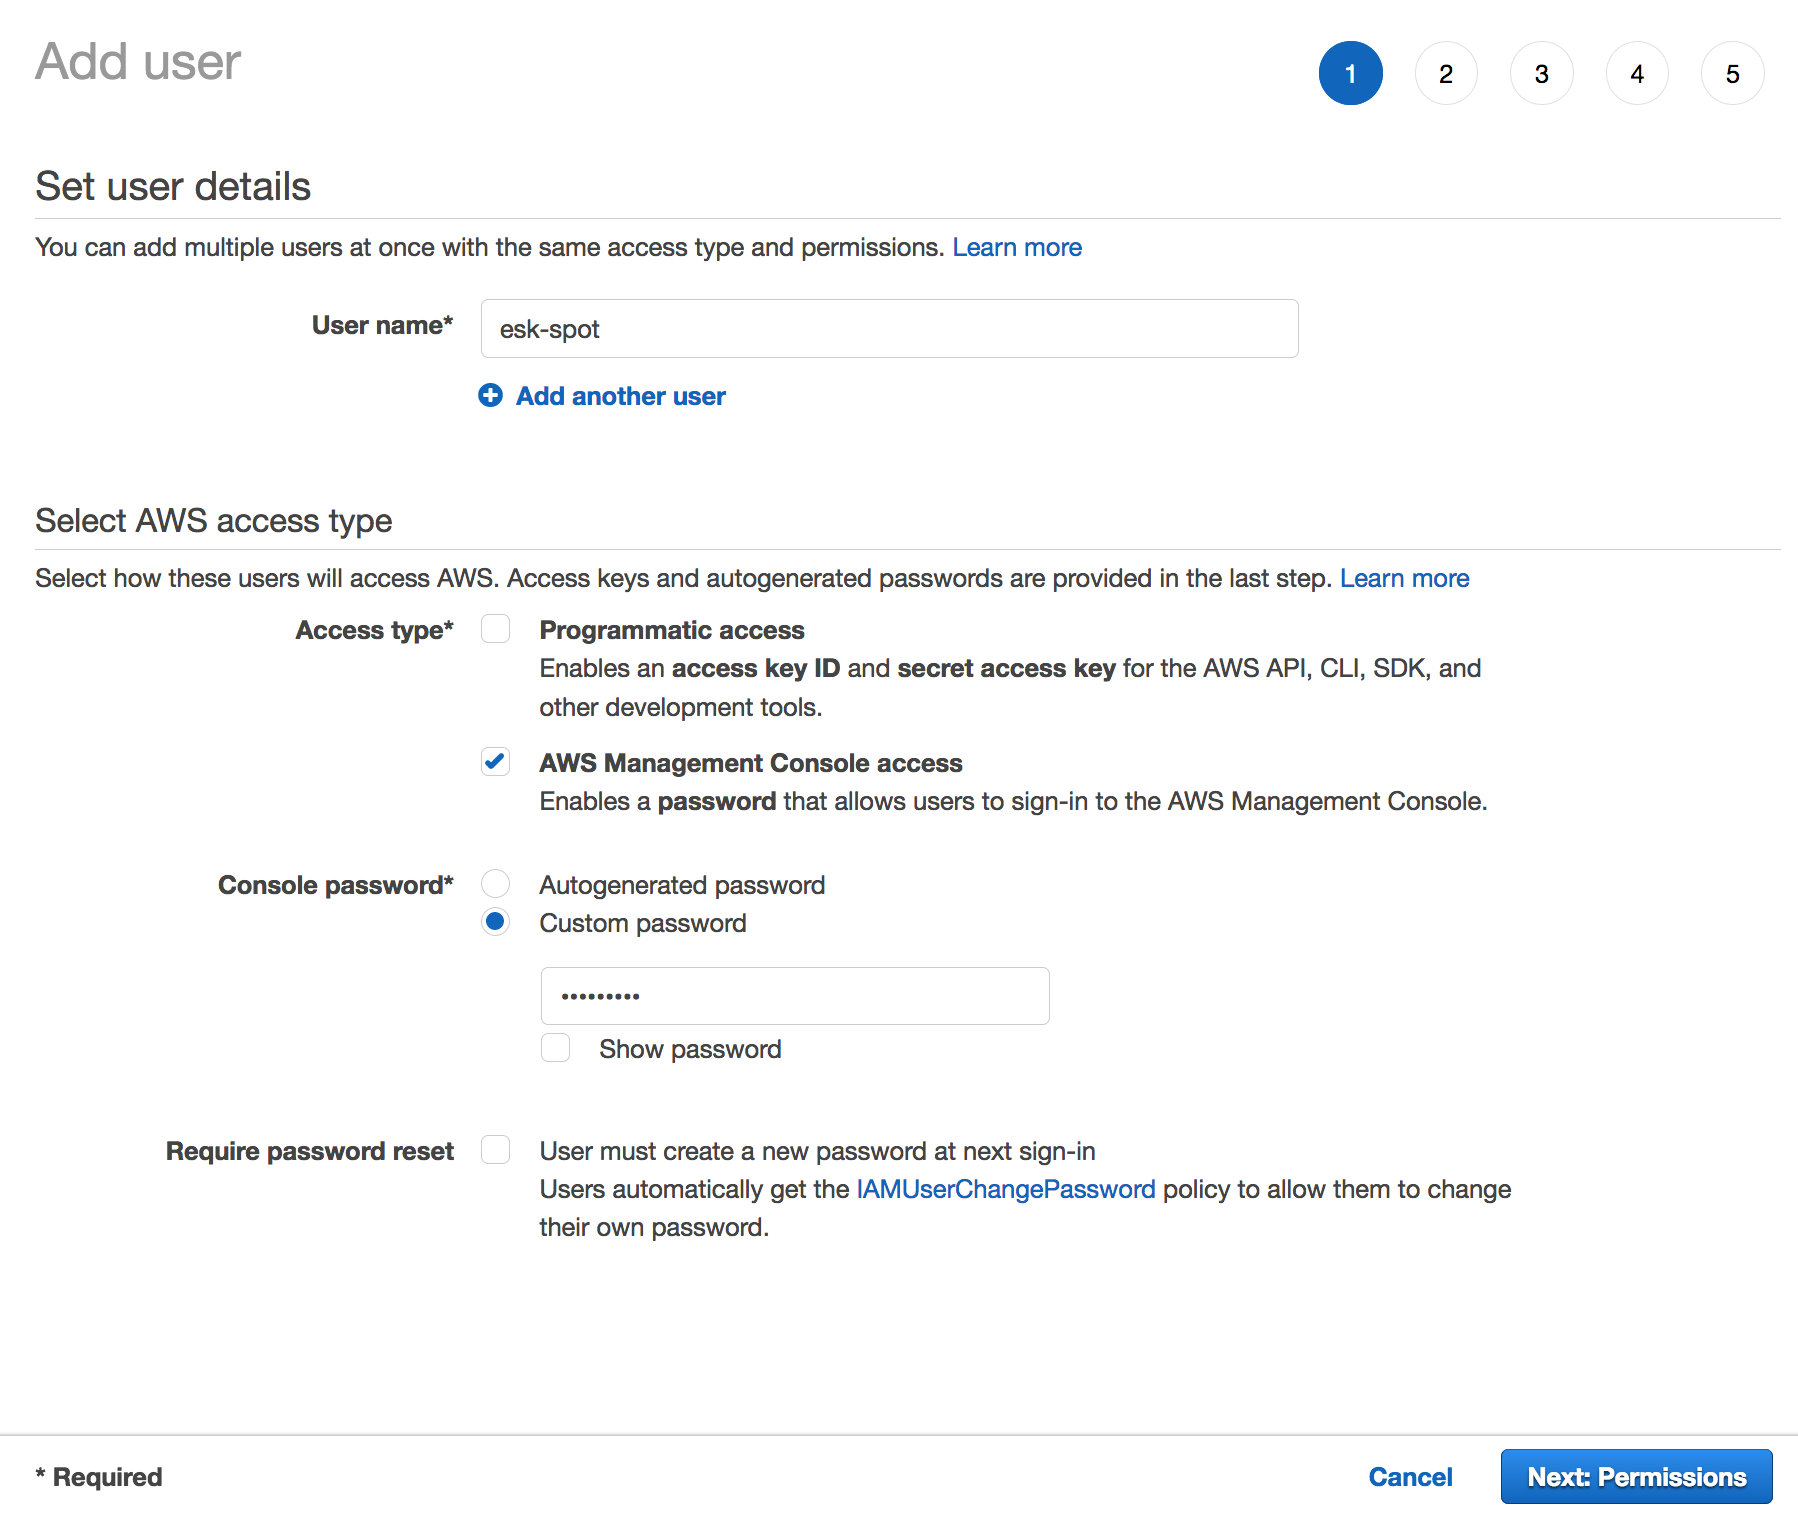 Add user
1 2 3 4 5
Set user details
You can add multiple users at once with the same access type and permissions. Learn more
User name* esk-spot
Add another user
Select AWS access type
Select how these users will access AWS. Access keys and autogenerated passwords are provided in the last step. Learn more
Access type* Programmatic access
Enables an access key ID and secret access key for the AWS API, CLI, SDK, and
other development tools.
AWS Management Console access
Enables a password that allows users to sign-in to the AWS Management Console.
Console password* Autogenerated password
Custom password
•••••••••
Show password
Require password reset User must create a new password at next sign-in
Users automatically get the IAMUserChangePassword policy to allow them to change
their own password.
* Required Cancel Next: Permissions